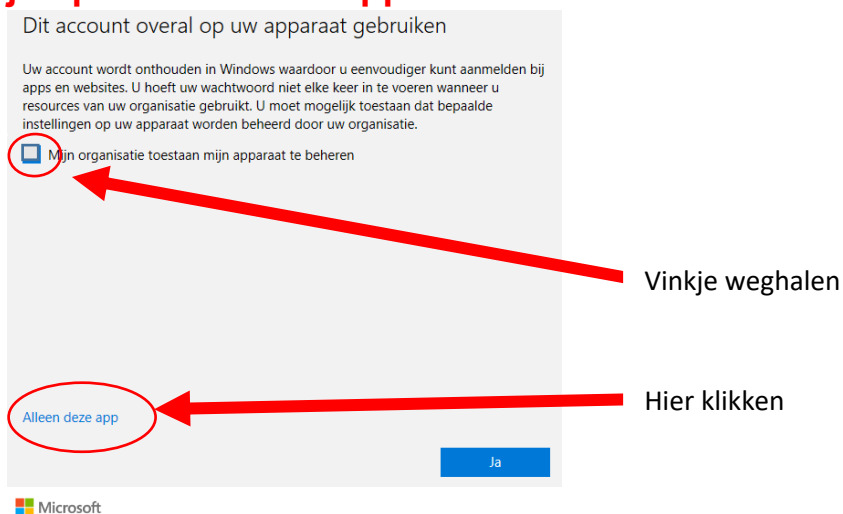 Dit account overal op uw apparaat gebruiken
Uw account wordt onthouden in Windows waardoor u eenvoudiger kunt aanmelden bij
apps en websites. U hoeft uw wachtwoord niet elke keer in te voeren wanneer u
resources van uw organisatie gebruikt. U moet mogelijk toestaan dat bepaalde
instellingen op uw apparaat worden beheerd door uw organisatie.
Mijn organisatie toestaan mijn apparaat te beheren
Vinkje weghalen
Hier klikken
Alleen deze app
Ja
Microsoft